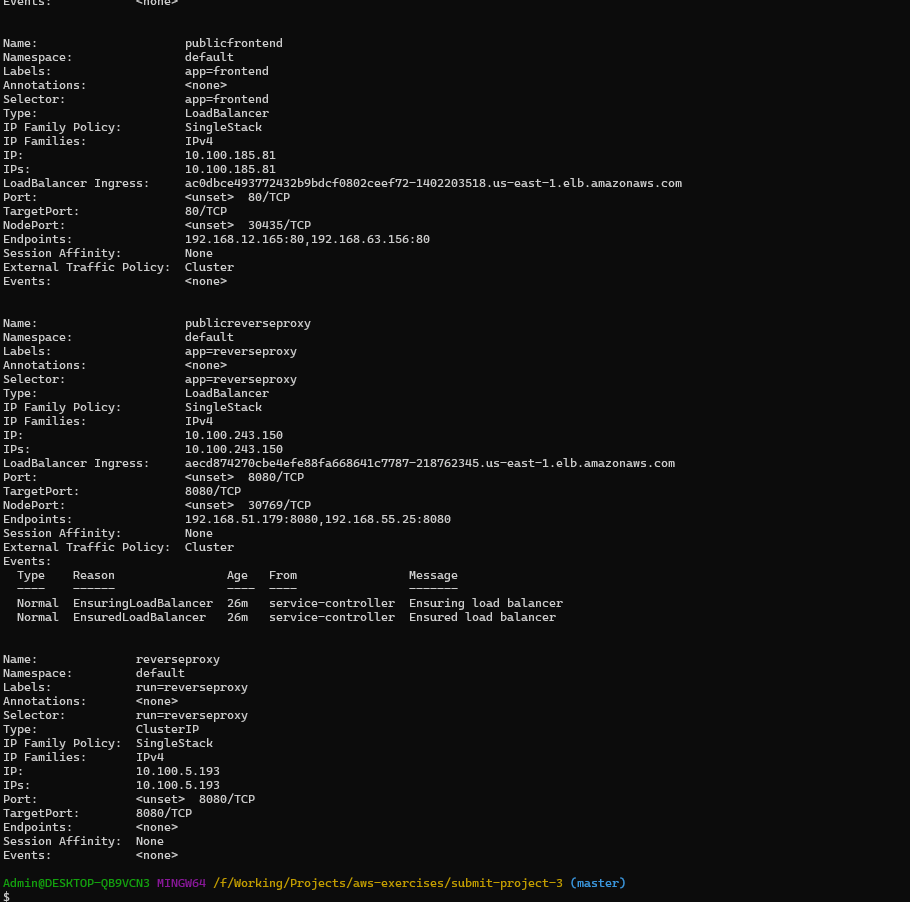 Events:            <none>
Name:                     publicfrontend
Namespace:                default
Labels:                   app=frontend
Annotations:              <none>
Selector:                 app=frontend
Type:                     LoadBalancer
IP Family Policy:         SingleStack
IP Families:              IPv4
IP:                       10.100.185.81
IPs:                      10.100.185.81
LoadBalancer Ingress:     ac0dbce493772432b9bdcf0802ceef72-1402203518.us-east-1.elb.amazonaws.com
Port:                     <unset>  80/TCP
TargetPort:               80/TCP
NodePort:                 <unset>  30435/TCP
Endpoints:                192.168.12.165:80,192.168.63.156:80
Session Affinity:         None
External Traffic Policy:  Cluster
Events:                   <none>
Name:                     publicreverseproxy
Namespace:                default
Labels:                   app=reverseproxy
Annotations:              <none>
Selector:                 app=reverseproxy
Type:                     LoadBalancer
IP Family Policy:         SingleStack
IP Families:              IPv4
IP:                       10.100.243.150
IPs:                      10.100.243.150
LoadBalancer Ingress:     aecd874270cbe4efe88fa668641c7787-218762345.us-east-1.elb.amazonaws.com
Port:                     <unset>  8080/TCP
TargetPort:               8080/TCP
NodePort:                 <unset>  30769/TCP
Endpoints:                192.168.51.179:8080,192.168.55.25:8080
Session Affinity:         None
External Traffic Policy:  Cluster
Events:
  Type    Reason                Age   From                Message
  ----    ------                ----  ----                -------
  Normal  EnsuringLoadBalancer  26m   service-controller  Ensuring load balancer
  Normal  EnsuredLoadBalancer   26m   service-controller  Ensured load balancer
Name:              reverseproxy
Namespace:         default
Labels:            run=reverseproxy
Annotations:       <none>
Selector:          run=reverseproxy
Type:              ClusterIP
IP Family Policy:  SingleStack
IP Families:       IPv4
IP:                10.100.5.193
IPs:               10.100.5.193
Port:              <unset>  8080/TCP
TargetPort:        8080/TCP
Endpoints:         <none>
Session Affinity:  None
Events:            <none>
Admin@DESKTOP-QB9VCN3 MINGW64 /f/Working/Projects/aws-exercises/submit-project-3 (master)
$